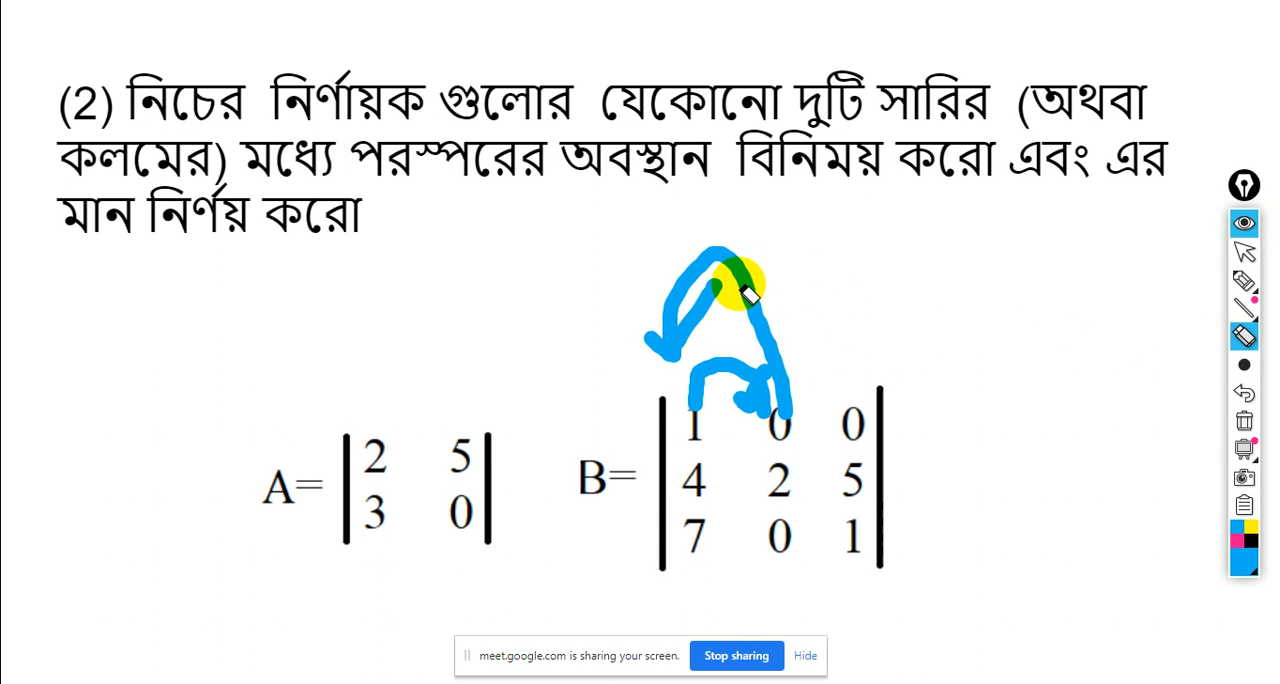 (2) নিচের নির্ণায়ক গুলোর যেকোনো দুটি সারির (অথবা
কলমের) মধ্যে পরস্পরের অবস্থান বিনিময় করো এবং এর
মান নির্ণয় করো
A= | 2 5 |
| 3 0 |
B= | 1 0 0 |
| 4 2 5 |
| 7 0 1 |
meet.google.com is sharing your screen. Stop sharing Hide